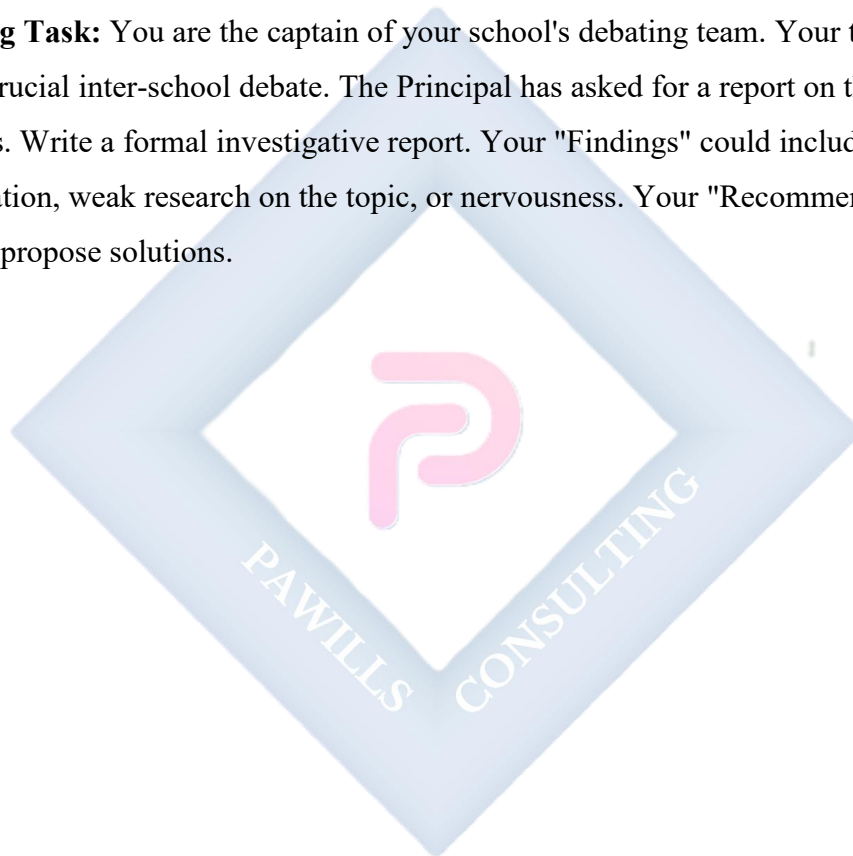 g Task: You are the captain of your school's debating team. Your t
rucial inter-school debate. The Principal has asked for a report on t
s. Write a formal investigative report. Your "Findings" could includ
ation, weak research on the topic, or nervousness. Your "Recommen
propose solutions.
PAWILLS CONSULTING